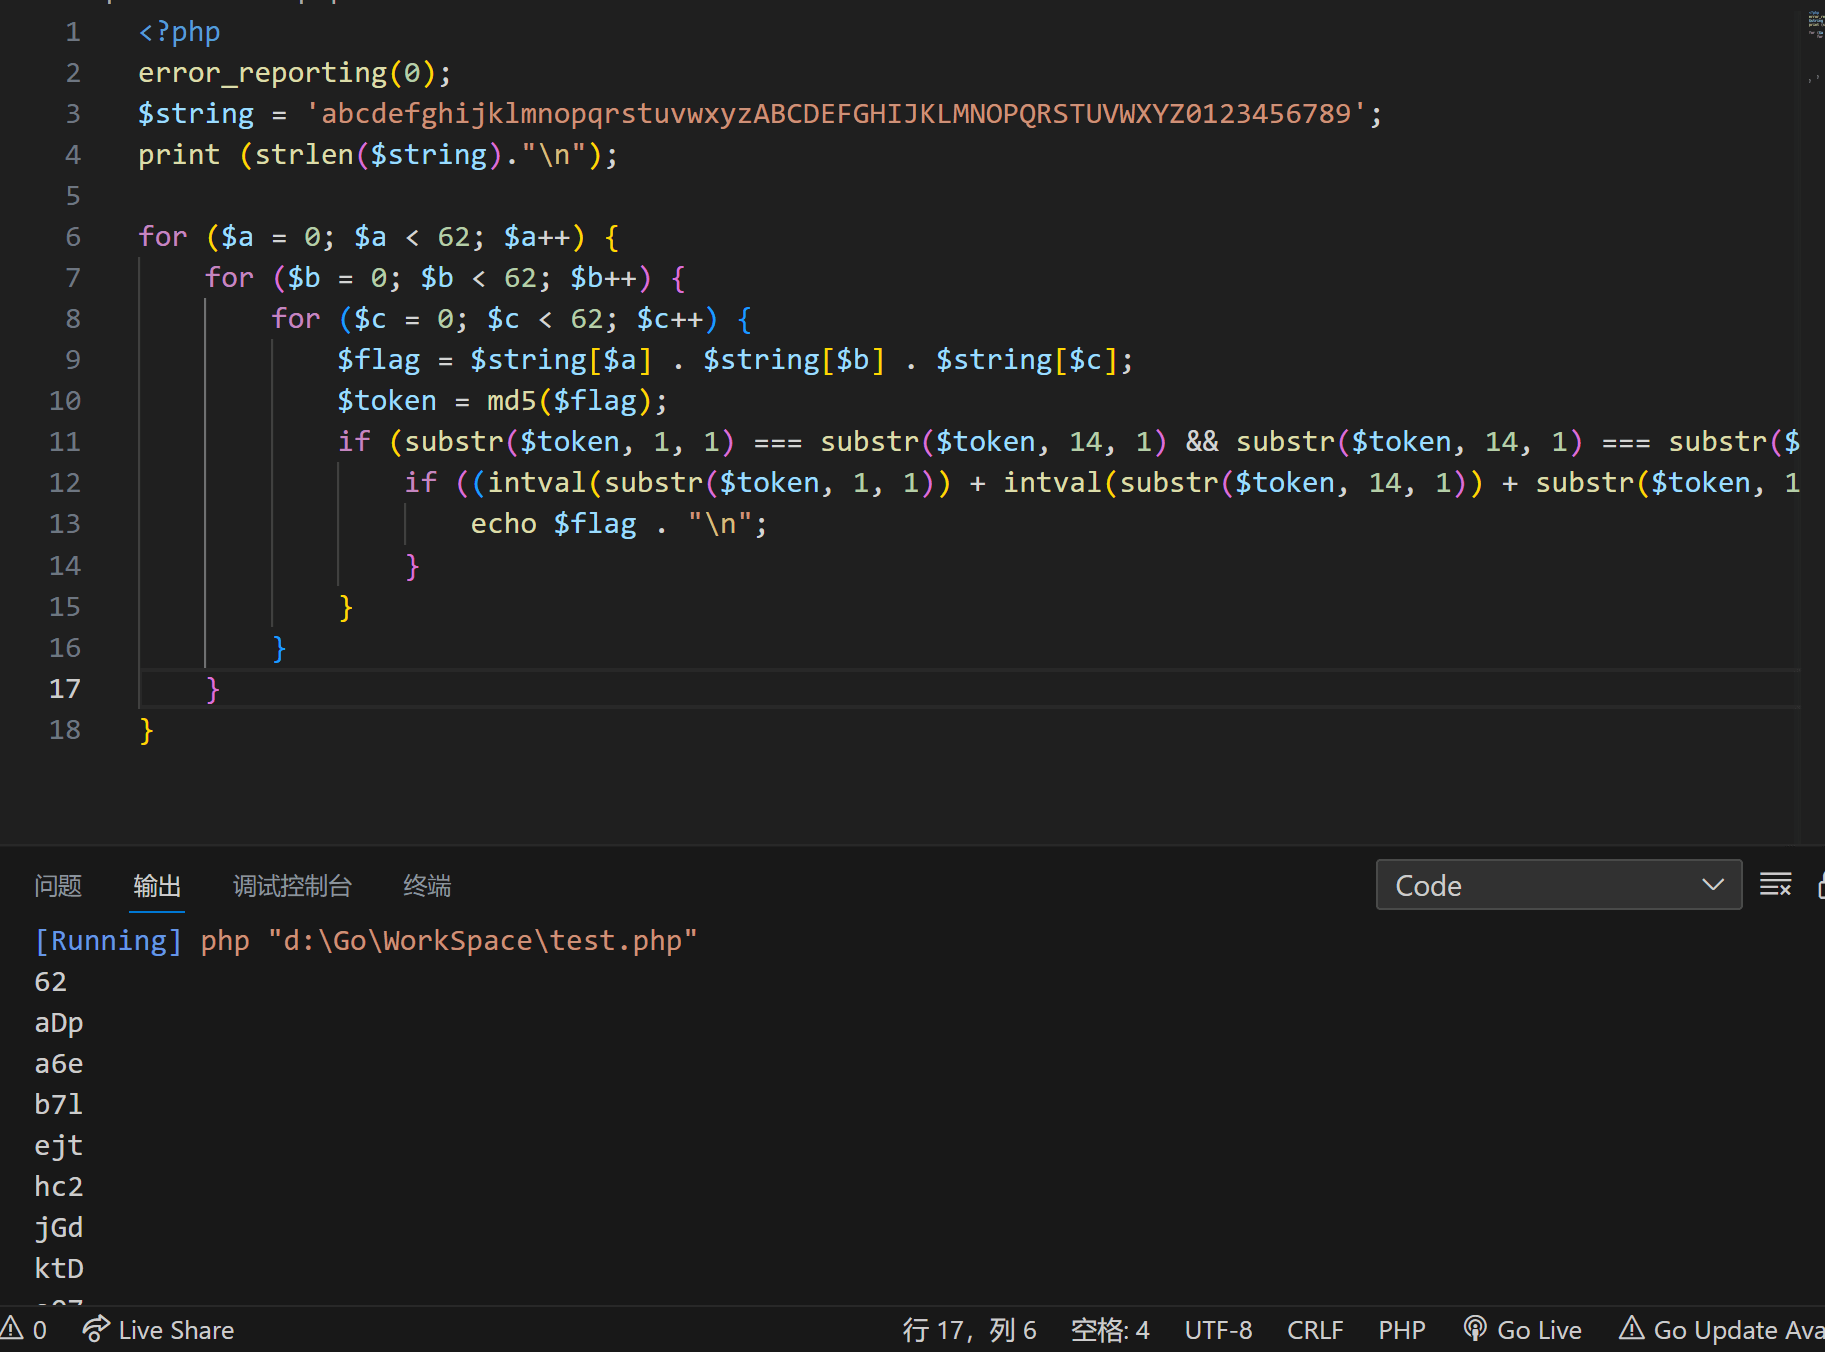 1 <?php
2 error_reporting(0);
3 $string = 'abcdefghijklmnopqrstuvwxyzABCDEFGHIJKLMNOPQRSTUVWXYZ0123456789';
4 print (strlen($string)."\n");
5
6 for ($a = 0; $a < 62; $a++) {
7 for ($b = 0; $b < 62; $b++) {
8 for ($c = 0; $c < 62; $c++) {
9 $flag = $string[$a] . $string[$b] . $string[$c];
10 $token = md5($flag);
11 if (substr($token, 1, 1) === substr($token, 14, 1) && substr($token, 14, 1) === substr($
12 if ((intval(substr($token, 1, 1)) + intval(substr($token, 14, 1)) + substr($token, 1
13 echo $flag . "\n";
14 }
15 }
16 }
17 }
18 }
问题 输出 调试控制台 终端 Code
[Running] php "d:\Go\WorkSpace\test.php"
62
aDp
a6e
b7l
ejt
hc2
jGd
ktD
0 Live Share 行 17，列 6 空格: 4 UTF-8 CRLF PHP Go Live Go Update Ava